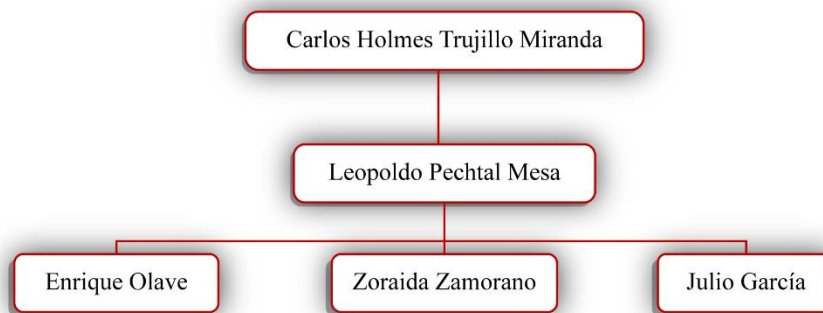 Carlos Holmes Trujillo Miranda
Leopoldo Pechtal Mesa
Enrique Olave
Zoraida Zamorano
Julio García